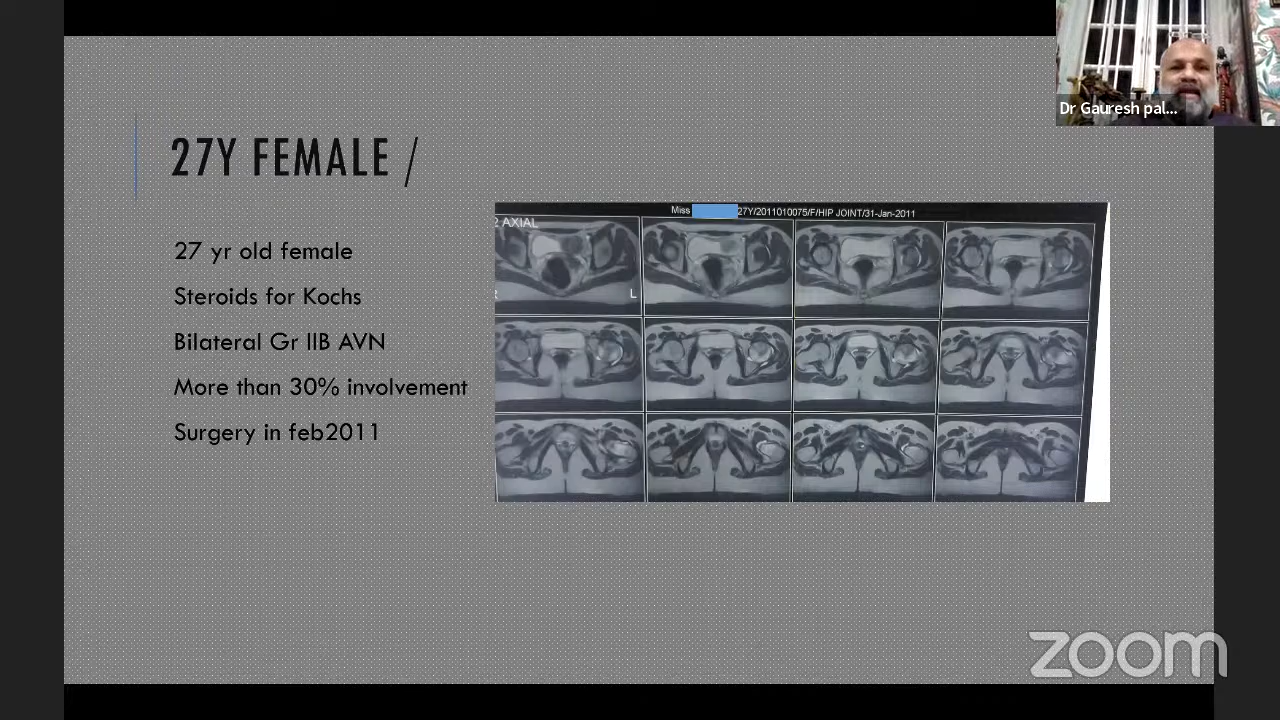 Dr Gauresh pal...
27Y FEMALE /
27 yr old female
Steroids for Kochs
Bilateral Gr IIB AVN
More than 30% involvement
Surgery in feb2011
Miss 27Y/2011010075/F/HIP JOINT/31-Jan-2011
2 AXIAL
R
L
zoom